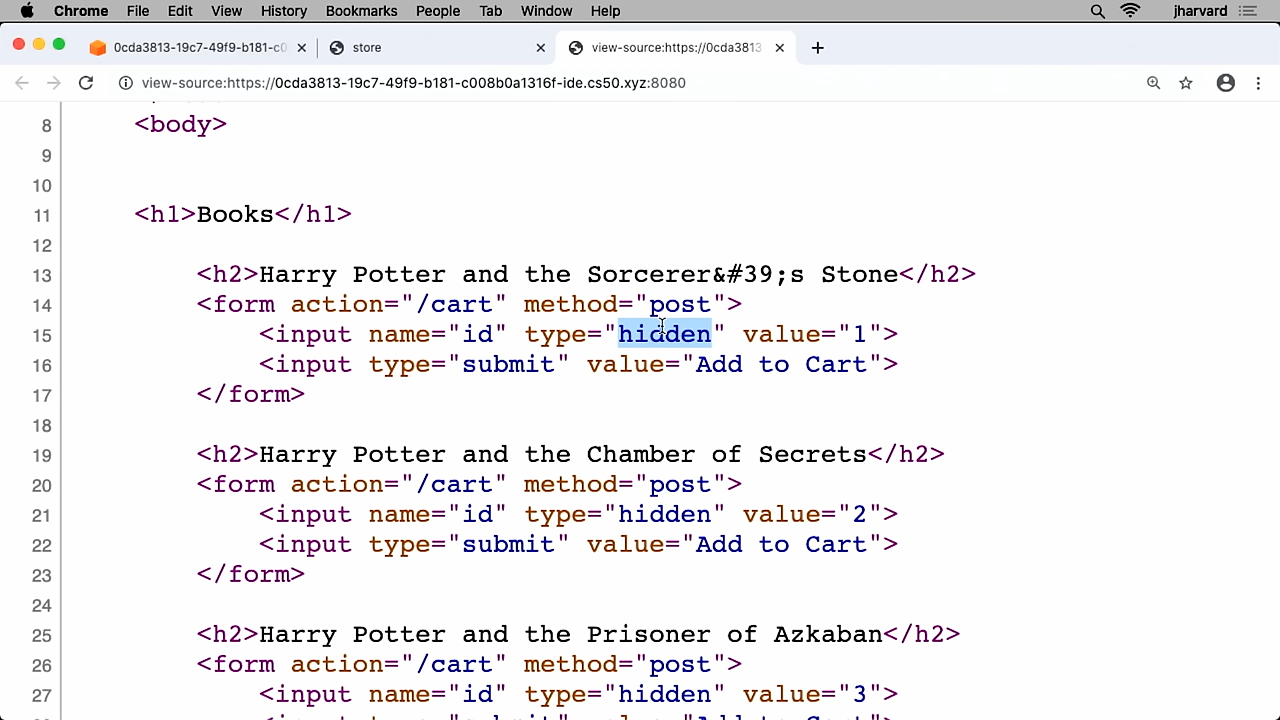 Chrome File Edit View History Bookmarks People Tab Window Help jharvard
0cda3813-19c7-49f9-b181-c0 store view-source:https://0cda3813
view-source:https://0cda3813-19c7-49f9-b181-c008b0a1316f-ide.cs50.xyz:8080
8 <body>
9
10
11 <h1>Books</h1>
12
13 <h2>Harry Potter and the Sorcerer&#39;s Stone</h2>
14 <form action="/cart" method="post">
15 <input name="id" type="hidden" value="1">
16 <input type="submit" value="Add to Cart">
17 </form>
18
19 <h2>Harry Potter and the Chamber of Secrets</h2>
20 <form action="/cart" method="post">
21 <input name="id" type="hidden" value="2">
22 <input type="submit" value="Add to Cart">
23 </form>
24
25 <h2>Harry Potter and the Prisoner of Azkaban</h2>
26 <form action="/cart" method="post">
27 <input name="id" type="hidden" value="3">